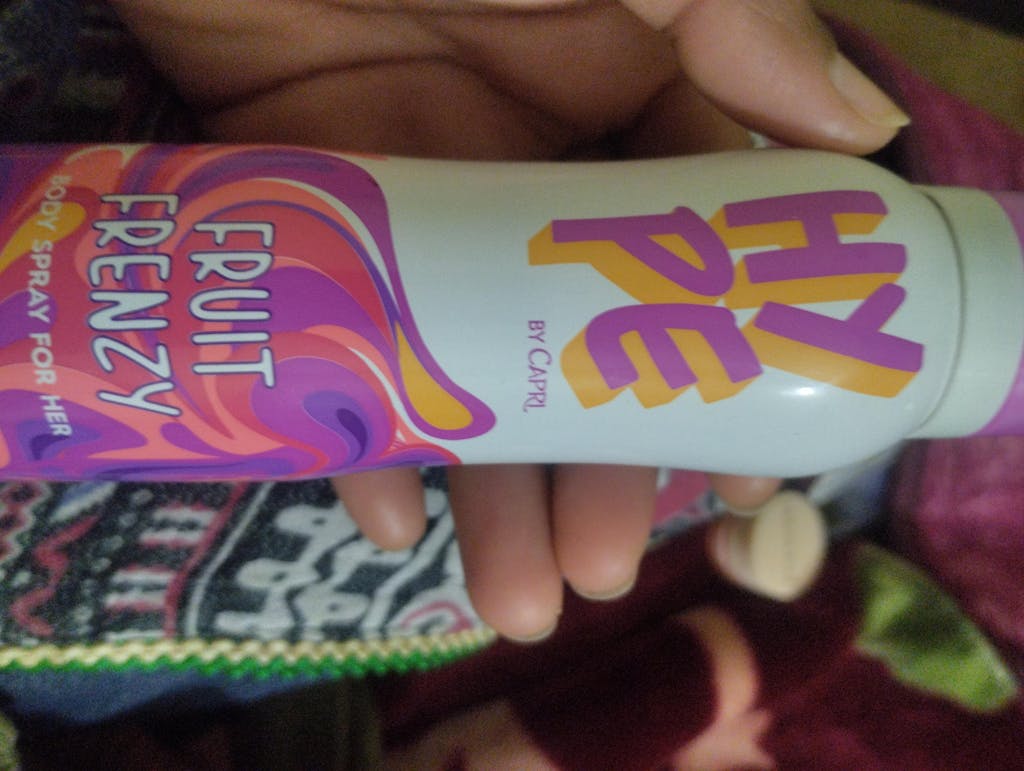 HY
PE
BY CAPRI
FRUIT
FRENZY
BODY SPRAY FOR HER